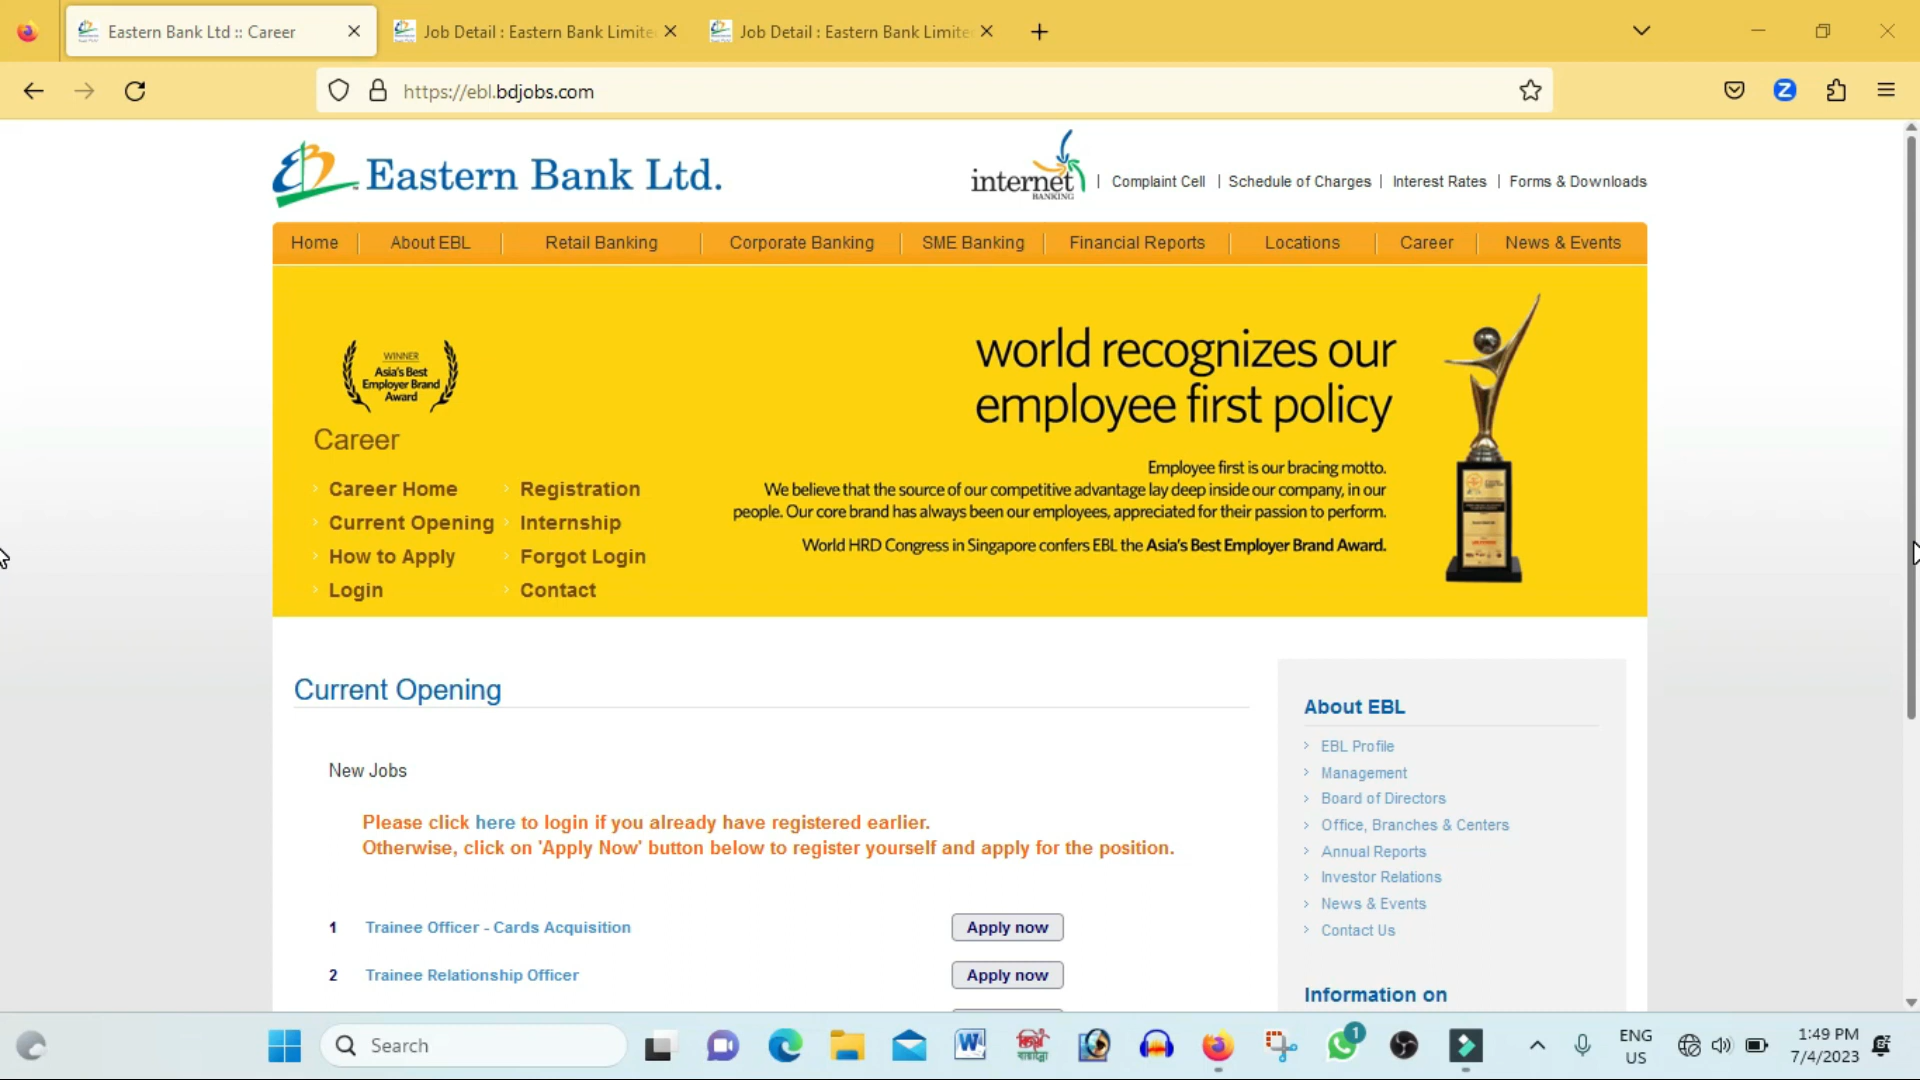 Eastern Bank Ltd :: Career
Job Detail : Eastern Bank Limite
Job Detail : Eastern Bank Limite
https://ebl.bdjobs.com
Z
Eastern Bank Ltd.
internet
BANKING
Complaint Cell | Schedule of Charges | Interest Rates | Forms & Downloads
Home
About EBL
Retail Banking
Corporate Banking
SME Banking
Financial Reports
Locations
Career
News & Events
WINNER
Asia's Best
Employer Brand
Award
world recognizes our
employee first policy
Employee first is our bracing motto.
We believe that the source of our competitive advantage lay deep inside our company, in our
people. Our core brand has always been our employees, appreciated for their passion to perform.
World HRD Congress in Singapore confers EBL the Asia's Best Employer Brand Award.
Career
Career Home
Registration
Current Opening
Internship
How to Apply
Forgot Login
Login
Contact
Current Opening
New Jobs
Please click here to login if you already have registered earlier.
Otherwise, click on 'Apply Now' button below to register yourself and apply for the position.
1 Trainee Officer - Cards Acquisition Apply now
2 Trainee Relationship Officer Apply now
About EBL
EBL Profile
Management
Board of Directors
Office, Branches & Centers
Annual Reports
Investor Relations
News & Events
Contact Us
Information on
Search
W
1
ENG
US
1:49 PM
7/4/2023